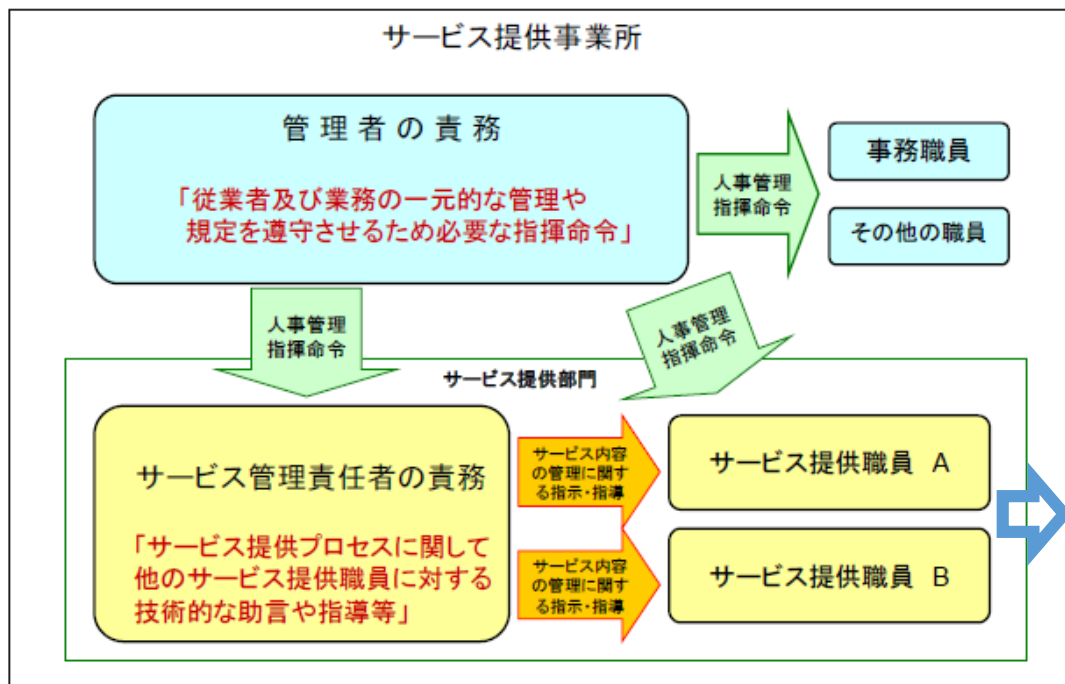 サービス提供事業所
管理者の責務
「従業者及び業務の一元的な管理や
規定を遵守させるため必要な指揮命令」
人事管理
指揮命令
事務職員
その他の職員
人事管理
指揮命令
人事管理
指揮命令
サービス提供部門
サービス管理責任者の責務
「サービス提供プロセスに関して
他のサービス提供職員に対する
技術的な助言や指導等」
サービス内容
の管理に関す
る指示・指導
サービス提供職員 A
サービス内容
の管理に関す
る指示・指導
サービス提供職員 B